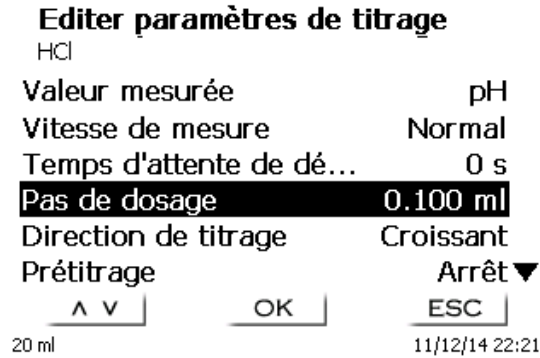 Editer paramètres de titrage
HCl
Valeur mesurée pH
Vitesse de mesure Normal
Temps d'attente de dé... 0 s
Pas de dosage 0.100 ml
Direction de titrage Croissant
Prétitrage Arrêt▼
∧ ∨ OK ESC
20 ml 11/12/14 22:21